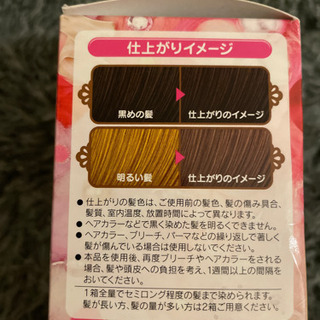 仕上がりイメージ
黒めの髪
仕上がりのイメージ
明るい髪
仕上がりのイメージ
●仕上がりの髪色は、ご使用前の髪色、髪の傷み具合、
髪質、室内温度、放置時間によって異なります。
●ヘアカラーなどで黒く染めた髪を明るくできません。
●ヘアカラー、ブリーチ、パーマなどの繰り返しで著しく
髪が傷んでいる場合は使用しないでください。
●本品を使用後、再度ブリーチやヘアカラーをされる
場合、髪や頭皮への負担を考え、1週間以上の間隔を
おいてください。
1箱全量でセミロング程度の髪まで染められます。
髪が長い方、髪の量が多い方は2箱ご用意ください。